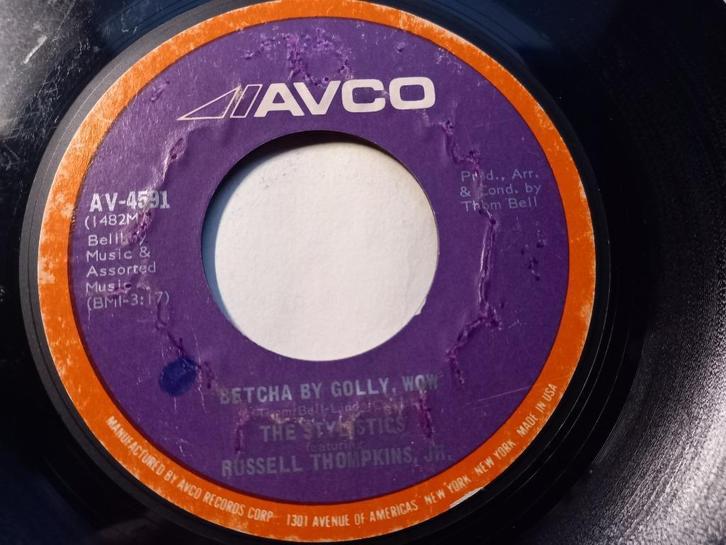 AVCO
AV-4591
(1482M)
Bellboy
Music &
Assorted
Music
(BMI-3:17)
Prod., Arr.
& Cond. by
Thom Bell
BETCHA BY GOLLY, WOW
THE STYLISTICS
featuring
RUSSELL THOMPKINS, JR.
MANUFACTURED BY AVCO RECORDS CORP 1301 AVENUE OF AMERICAS NEW YORK, NEW YORK MADE IN USA